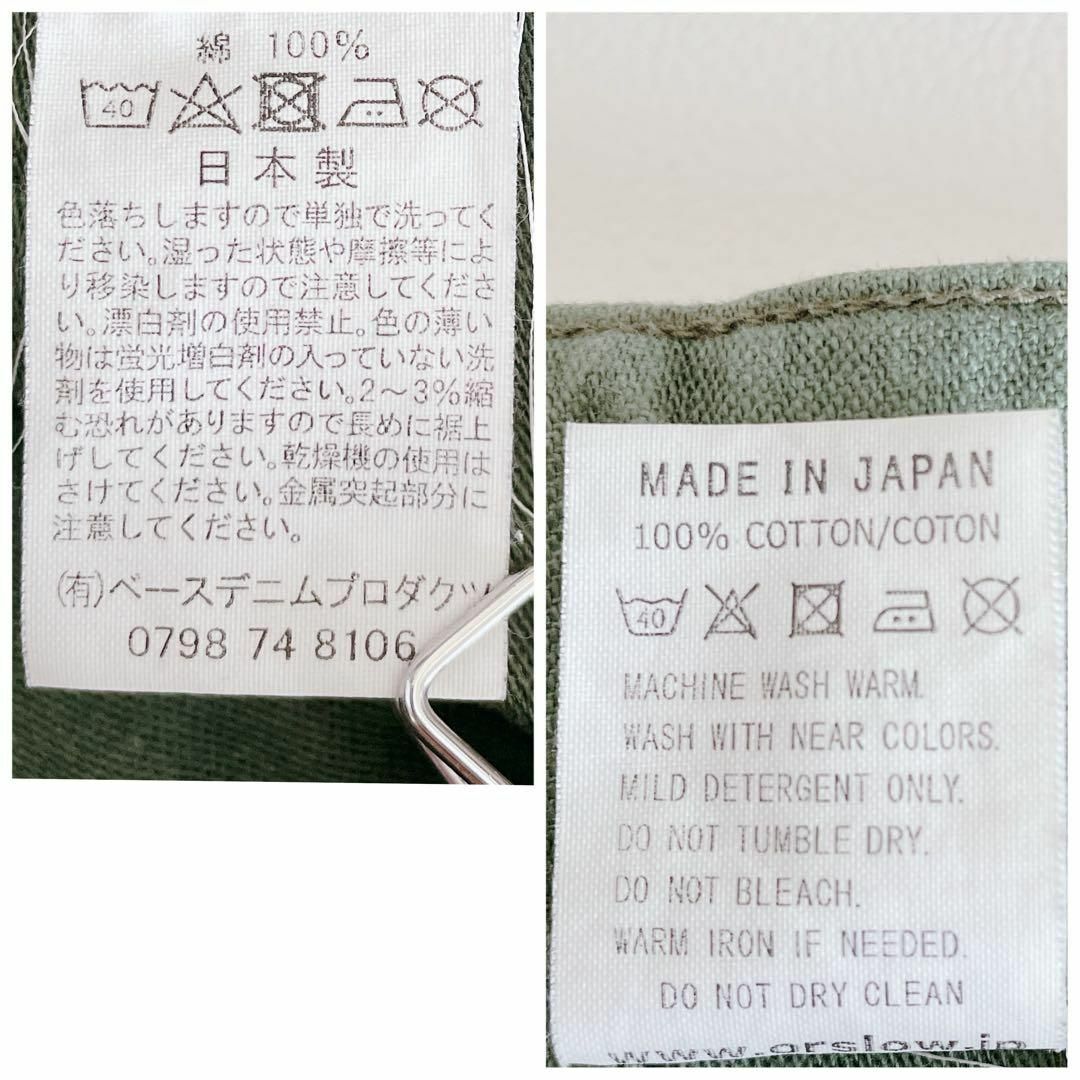 綿 100%
40
日本製
色落ちしますので単独で洗ってく
ださい。湿った状態や摩擦等によ
り移染しますので注意してくださ
い。漂白剤の使用禁止。色の薄い
物は蛍光増白剤の入っていない洗
剤を使用してください。2～3%縮
む恐れがありますので長めに裾上
げしてください。乾燥機の使用は
さけてください。金属突起部分に
注意してください。
(有)ベースデニムプロダクツ
0798 74 8106
MADE IN JAPAN
100% COTTON/COTON
40
MACHINE WASH WARM.
WASH WITH NEAR COLORS.
MILD DETERGENT ONLY.
DO NOT TUMBLE DRY.
DO NOT BLEACH.
WARM IRON IF NEEDED.
DO NOT DRY CLEAN
www.orslow.jp